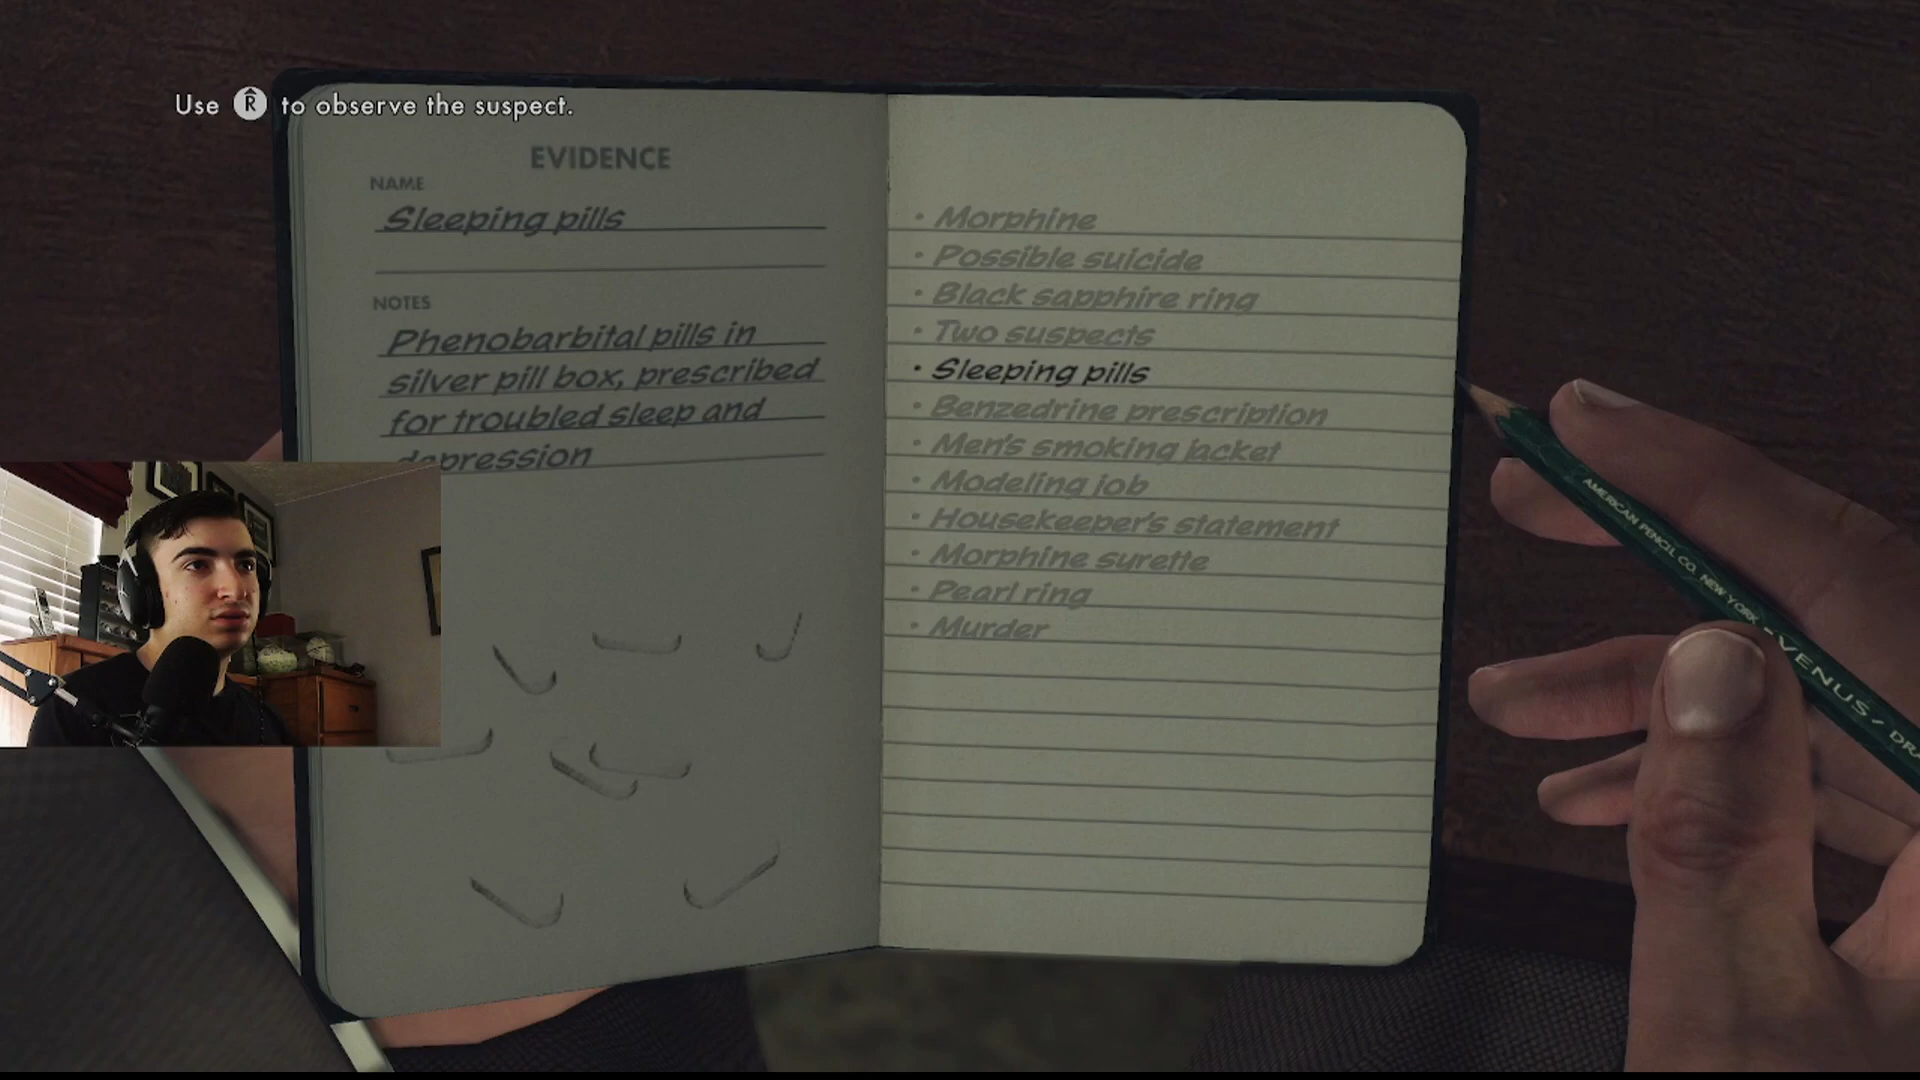 Use R to observe the suspect.
EVIDENCE
NAME
Sleeping pills
NOTES
Phenobarbital pills in
silver pill box, prescribed
for troubled sleep and
depression
• Morphine
• Possible suicide
• Black sapphire ring
• Two suspects
• Sleeping pills
• Benzedrine prescription
• Men's smoking jacket
• Modeling job
• Housekeeper's statement
• Morphine syrette
• Pearl ring
• Murder
AMERICAN PENCIL CO. NEW YORK - VENUS/ DRA